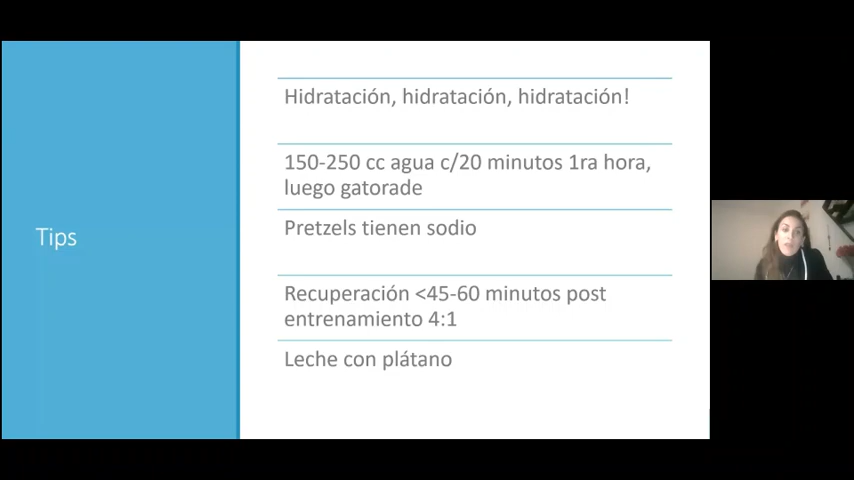 Tips
Hidratación, hidratación, hidratación!
150-250 cc agua c/20 minutos 1ra hora,
luego gatorade
Pretzels tienen sodio
Recuperación <45-60 minutos post
entrenamiento 4:1
Leche con plátano